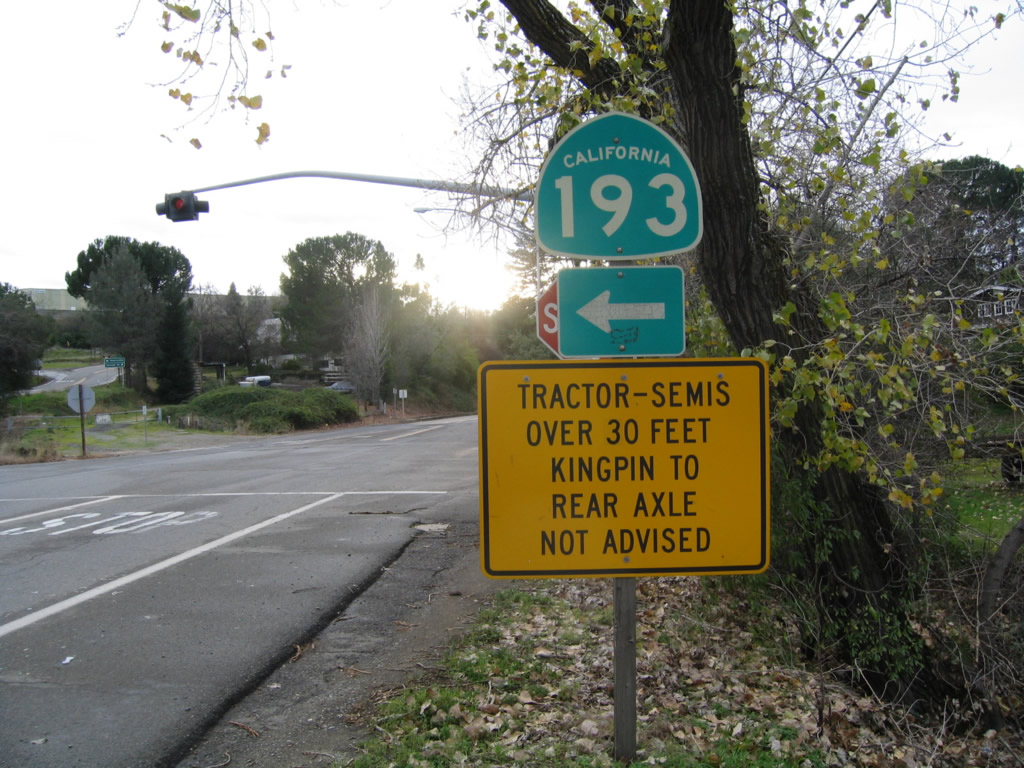 CALIFORNIA
193
S
TRACTOR-SEMIS
OVER 30 FEET
KINGPIN TO
REAR AXLE
NOT ADVISED
STOP